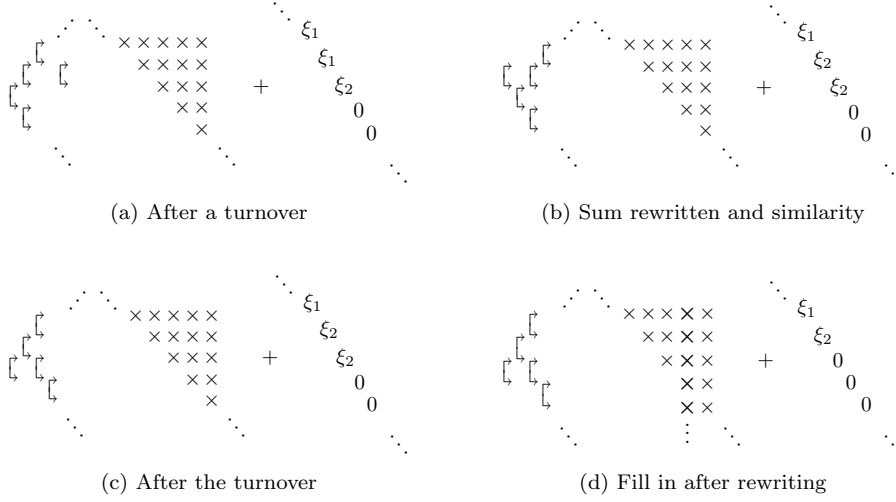 × × × × ×
× × × ×
× × ×
× ×
×
+
ξ1
ξ1
ξ2
0
0
(a) After a turnover
× × × × ×
× × × ×
× × ×
× ×
×
+
ξ1
ξ2
ξ2
0
0
(b) Sum rewritten and similarity
× × × × ×
× × × ×
× × ×
× ×
×
+
ξ1
ξ2
ξ2
0
0
(c) After the turnover
× × × × ×
× × × ×
× × ×
× ×
× ×
+
ξ1
ξ2
0
0
0
(d) Fill in after rewriting